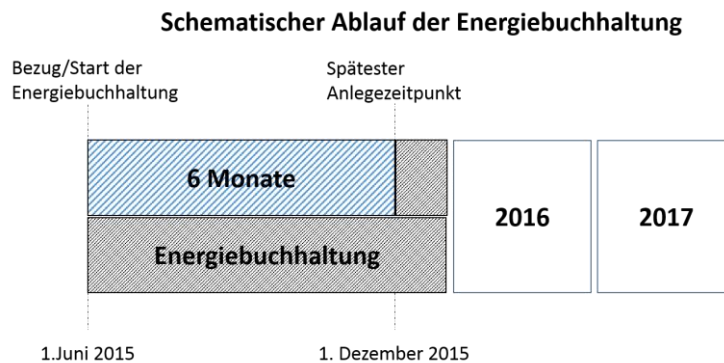 Schematischer Ablauf der Energiebuchhaltung
Bezug/Start der
Energiebuchhaltung
Spätester
Anlegezeitpunkt
6 Monate
2016
2017
Energiebuchhaltung
1.Juni 2015
1. Dezember 2015